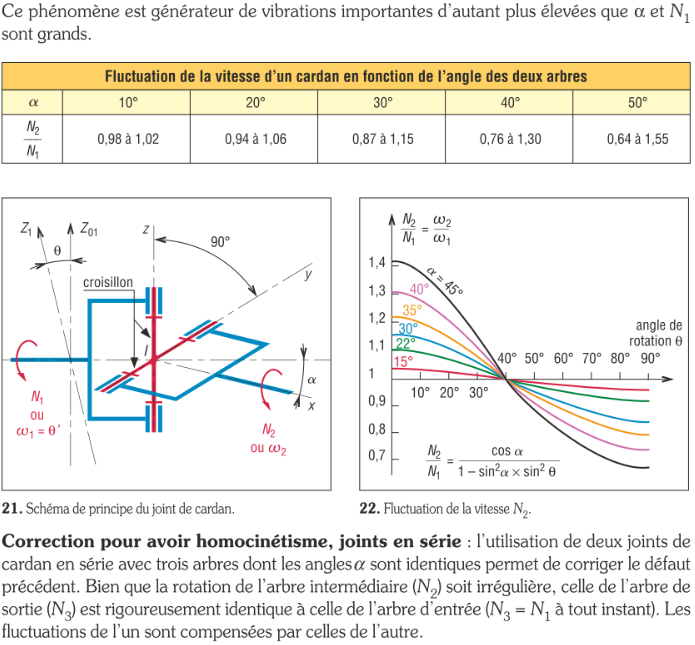 Ce phénomène est générateur de vibrations importantes d'autant plus élevées que α et N₁
sont grands.
Fluctuation de la vitesse d'un cardan en fonction de l'angle des deux arbres
α 10° 20° 30° 40° 50°
N₂/N₁ 0,98 à 1,02 0,94 à 1,06 0,87 à 1,15 0,76 à 1,30 0,64 à 1,55
Z₁ Z₀₁ z
θ
90°
y
croisillon
l
α
x
N₁
ou
ω₁ = θ'
N₂
ou ω₂
N₂/N₁ = ω₂/ω₁
1,4
1,3
1,2
1,1
1
0,9
0,8
0,7
α = 45°
40°
35°
30°
22°
15°
angle de
rotation θ
40° 50° 60° 70° 80° 90°
10° 20° 30°
N₂/N₁ = cos α / 1 – sin²α × sin² θ
21. Schéma de principe du joint de cardan.
22. Fluctuation de la vitesse N₂.
Correction pour avoir homocinétisme, joints en série : l'utilisation de deux joints de
cardan en série avec trois arbres dont les angles α sont identiques permet de corriger le défaut
précédent. Bien que la rotation de l'arbre intermédiaire (N₂) soit irrégulière, celle de l'arbre de
sortie (N₃) est rigoureusement identique à celle de l'arbre d'entrée (N₃ = N₁ à tout instant). Les
fluctuations de l'un sont compensées par celles de l'autre.